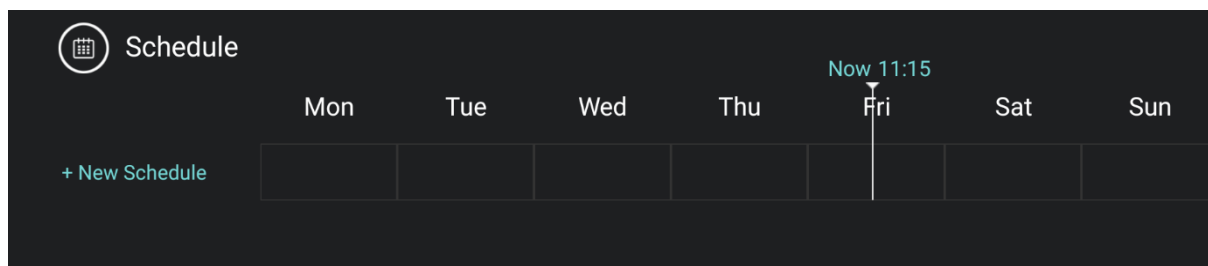 Schedule
Now 11:15
Mon Tue Wed Thu Fri Sat Sun
+ New Schedule